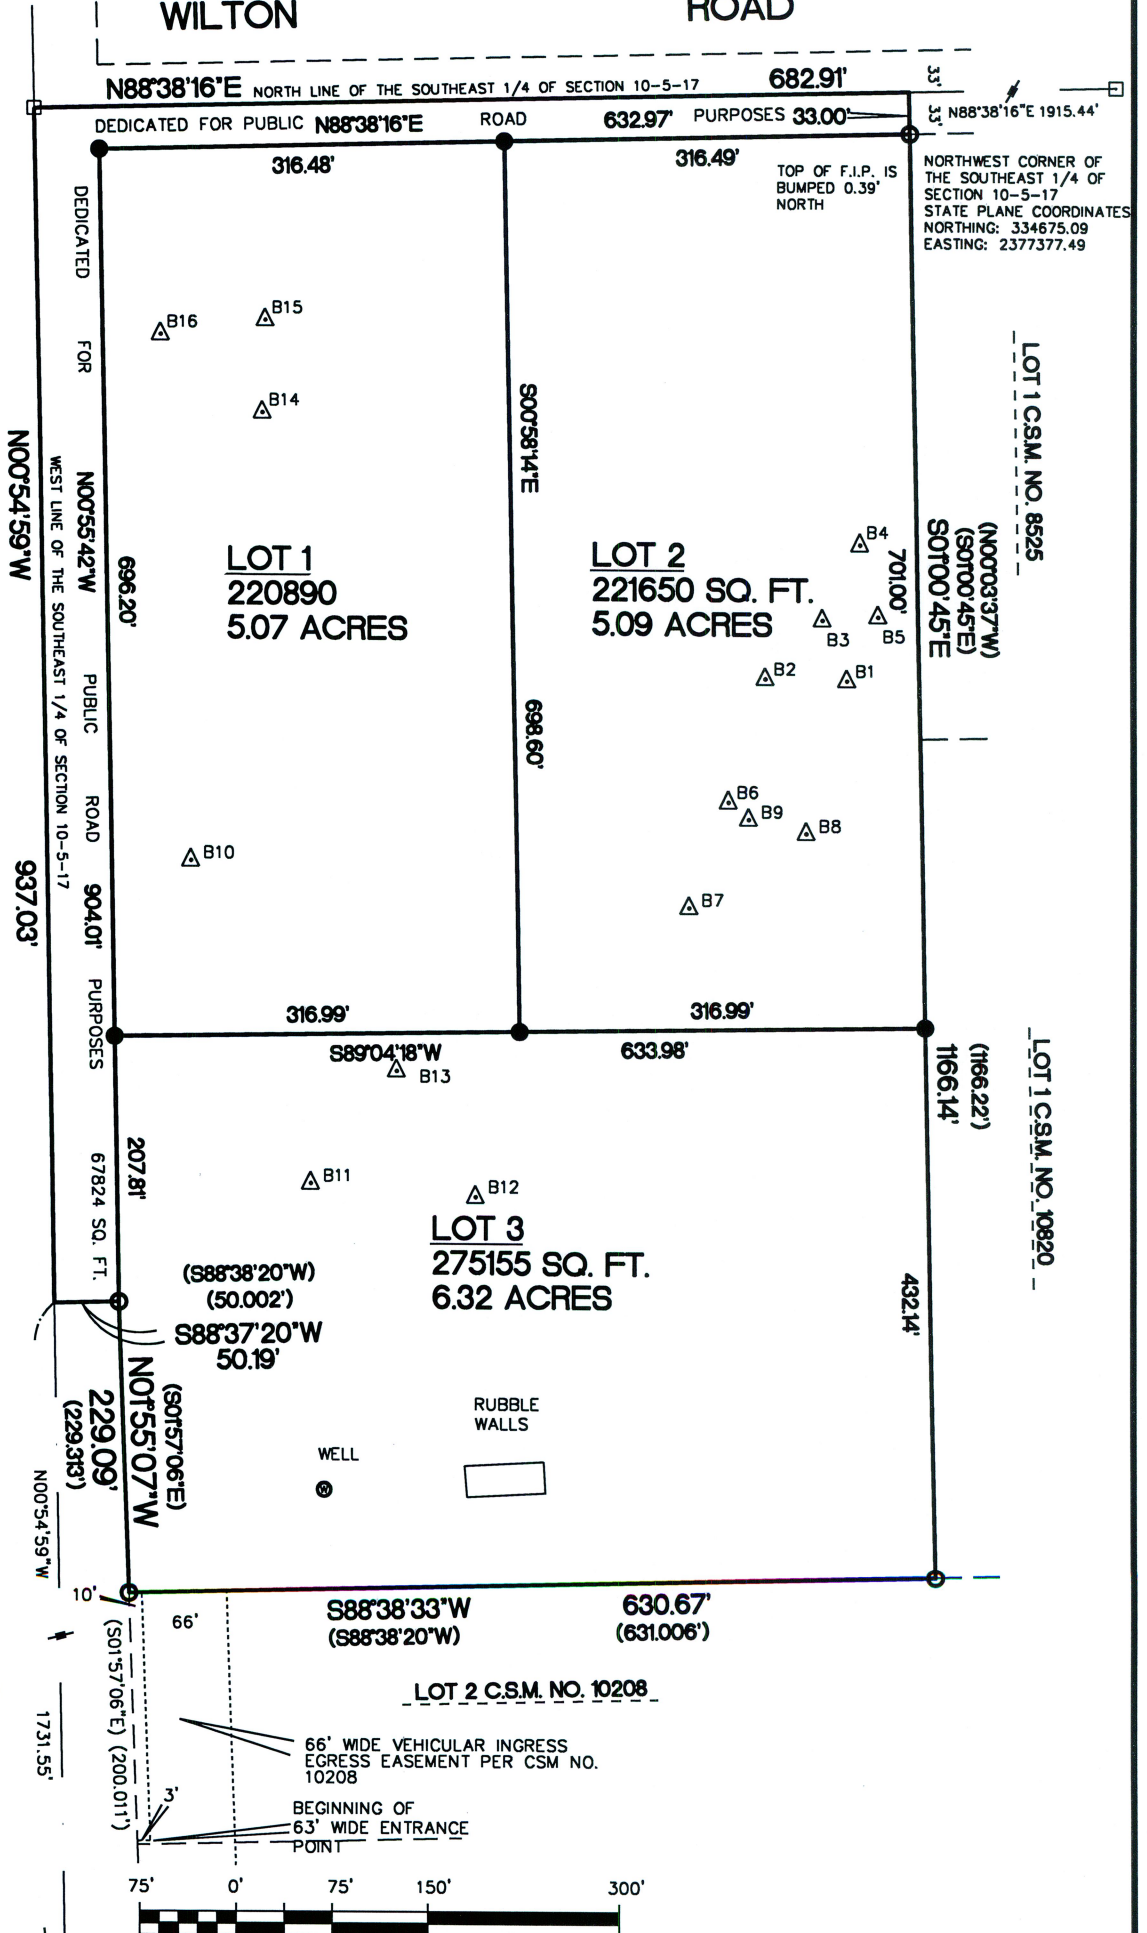 WILTON ROAD
N88°38'16"E NORTH LINE OF THE SOUTHEAST 1/4 OF SECTION 10-5-17 682.91'
33'
33'
N88°38'16"E 1915.44'
DEDICATED FOR PUBLIC N88°38'16"E ROAD 632.97' PURPOSES 33.00'
316.48'
316.49'
TOP OF F.I.P. IS
BUMPED 0.39'
NORTH
NORTHWEST CORNER OF
THE SOUTHEAST 1/4 OF
SECTION 10-5-17
STATE PLANE COORDINATES
NORTHING: 334675.09
EASTING: 2377377.49
DEDICATED FOR N00°55'42"W PUBLIC ROAD 904.01' PURPOSES 67824 SQ. FT.
WEST LINE OF THE SOUTHEAST 1/4 OF SECTION 10-5-17
N00°54'59"W 937.03'
696.20'
B16
B15
B14
S00°58'14"E 698.60'
LOT 1
220890
5.07 ACRES
LOT 2
221650 SQ. FT.
5.09 ACRES
B4
B3
B5
B2
B1
701.00'
S01°00'45"E
(S01°00'45"E)
(N00°03'37"W)
LOT 1 C.S.M. NO. 8525
B6
B9
B8
B7
B10
316.99'
316.99'
S89°04'18"W 633.98'
B13
B11
B12
1166.14'
(1166.22')
LOT 1 C.S.M. NO. 10820
207.81'
LOT 3
275155 SQ. FT.
6.32 ACRES
432.14'
(S88°38'20"W)
(50.002')
S88°37'20"W
50.19'
N01°55'07"W
(S01°57'06"E)
229.09'
(229.313')
RUBBLE
WALLS
WELL
W
N00°54'59"W
10'
66'
S88°38'33"W 630.67'
(S88°38'20"W) (631.006')
(S01°57'06"E) (200.011')
1731.55'
LOT 2 C.S.M. NO. 10208
66' WIDE VEHICULAR INGRESS
EGRESS EASEMENT PER CSM NO.
10208
3'
BEGINNING OF
63' WIDE ENTRANCE
POINT
75' 0' 75' 150' 300'